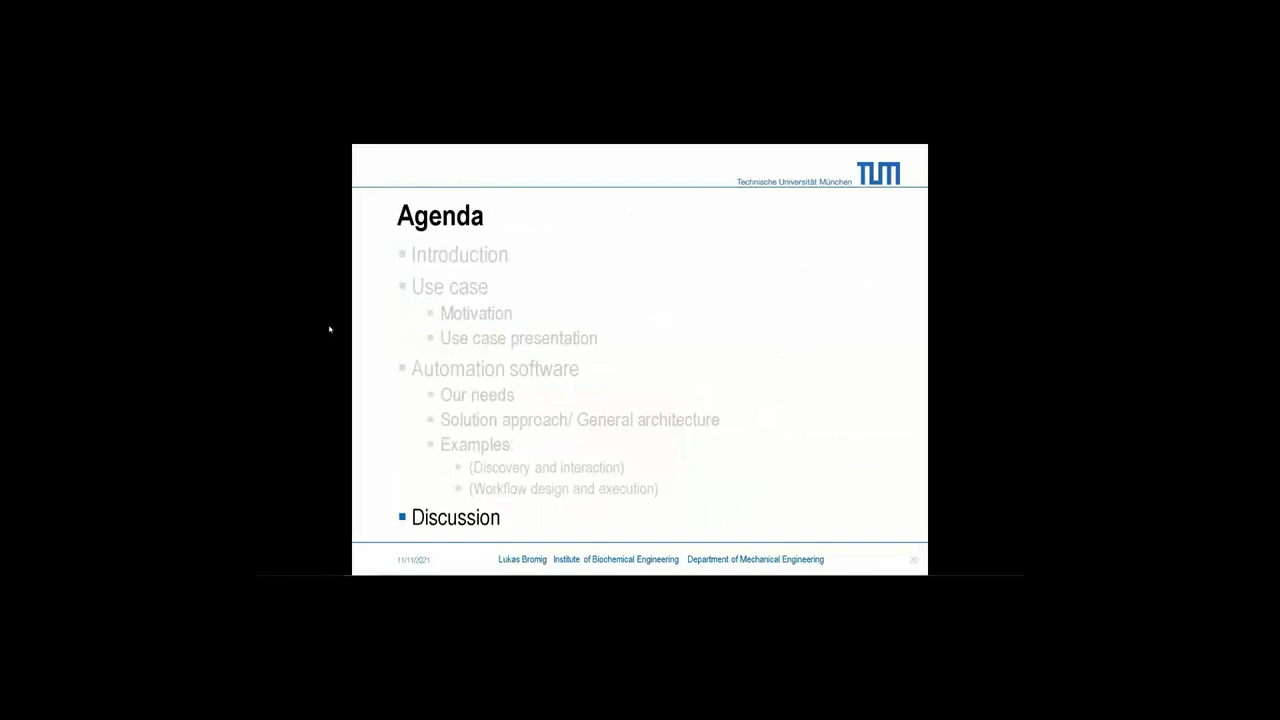 Technische Universität München TUM
Agenda
Introduction
Use case
Motivation
Use case presentation
Automation software
Our needs
Solution approach/ General architecture
Examples:
(Discovery and interaction)
(Workflow design and execution)
Discussion
11/11/2021 Lukas Bromig Institute of Biochemical Engineering Department of Mechanical Engineering 20